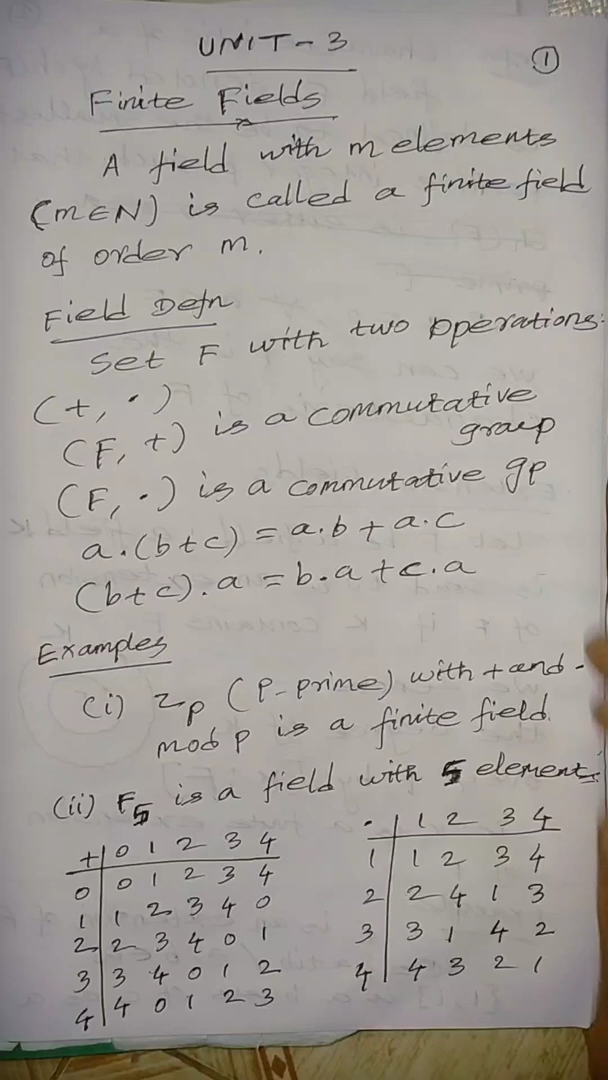 UNIT-3
1
Finite Fields
A field with m elements
(m∈N) is called a finite field
of order m.
Field Defn
Set F with two operations.
(+, ·)
(F, +) is a commutative
group
(F, ·) is a commutative gp
a.(b+c) = a.b+a.c
(b+c).a = b.a+c.a
Examples
(i) Zp (P-prime) with + and ·
mod p is a finite field.
(ii) F5 is a field with 5 elements.
+ 0 1 2 3 4
0 0 1 2 3 4
1 1 2 3 4 0
2 2 3 4 0 1
3 3 4 0 1 2
4 4 0 1 2 3
· 1 2 3 4
1 1 2 3 4
2 2 4 1 3
3 3 1 4 2
4 4 3 2 1